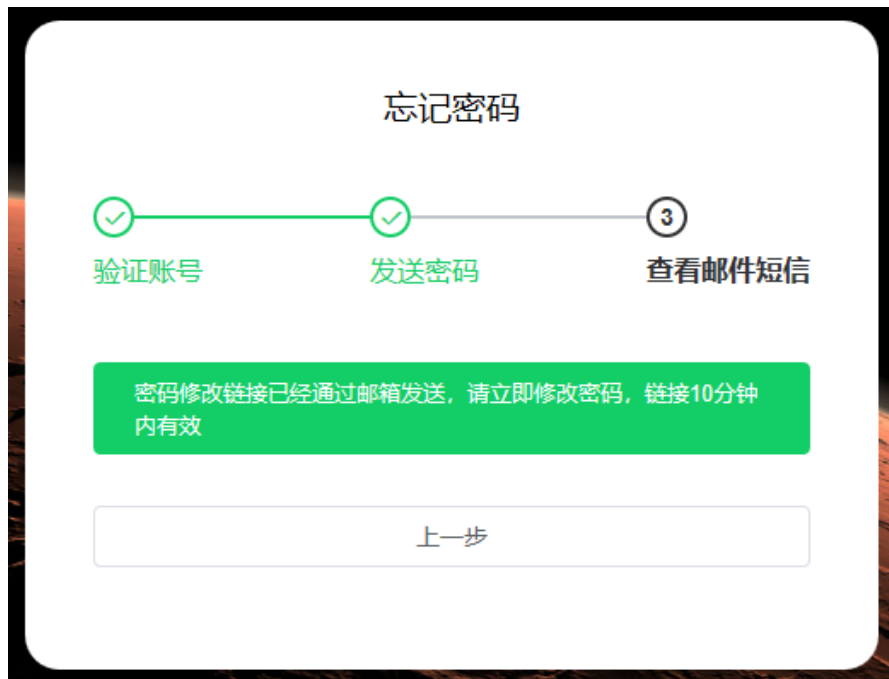 忘记密码
3
验证账号
发送密码
查看邮件短信
密码修改链接已经通过邮箱发送，请立即修改密码，链接10分钟
内有效
上一步